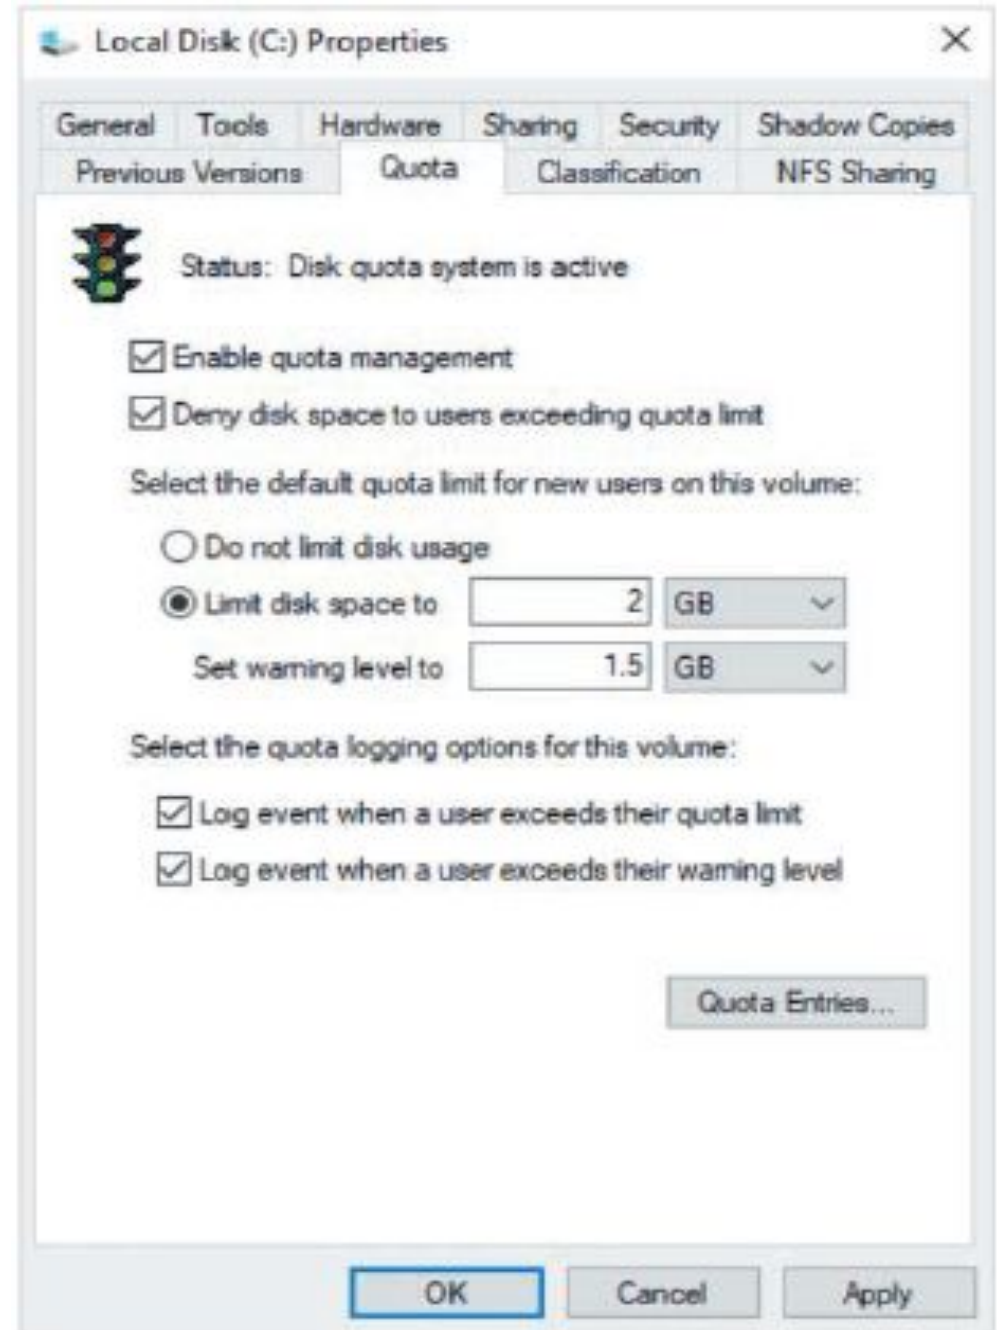 Local Disk (C:) Properties
General Tools Hardware Sharing Security Shadow Copies
Previous Versions Quota Classification NFS Sharing
Status: Disk quota system is active
Enable quota management
Deny disk space to users exceeding quota limit
Select the default quota limit for new users on this volume:
Do not limit disk usage
Limit disk space to 2 GB
Set warning level to 1.5 GB
Select the quota logging options for this volume:
Log event when a user exceeds their quota limit
Log event when a user exceeds their warning level
Quota Entries...
OK Cancel Apply